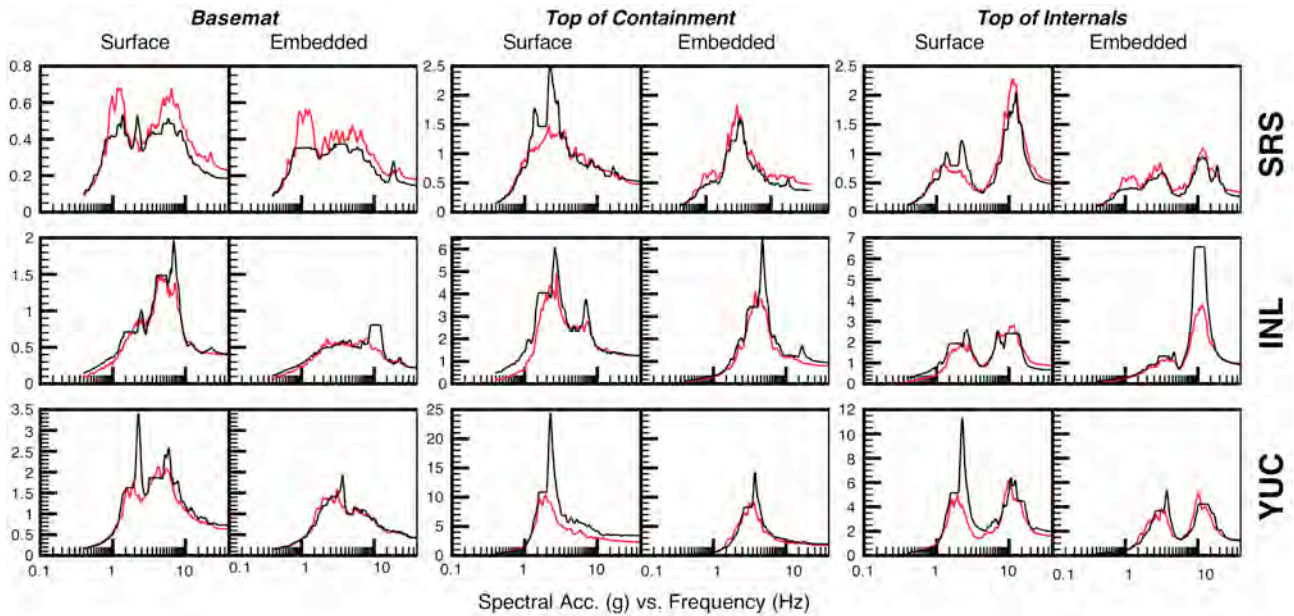 Basemat Top of Containment Top of Internals
Surface Embedded Surface Embedded Surface Embedded
0.8 2.5 2.5
0.6 2 2
1.5 1.5
0.4
1 1
0.2
0.5 0.5
0 0
SRS
2 7
6 6
1.5 5 5
4 4
1
3 3
0.5 2 2
1 1
0 0 0
INL
3.5 25 12
3 20 10
2.5
8
2 15
6
1.5 10
4
1
5
0.5 2
0 0 0
YUC
0.1 1 10 0.1 1 10 0.1 1 10 0.1 1 10 0.1 1 10 0.1 1 10
Spectral Acc. (g) vs. Frequency (Hz)